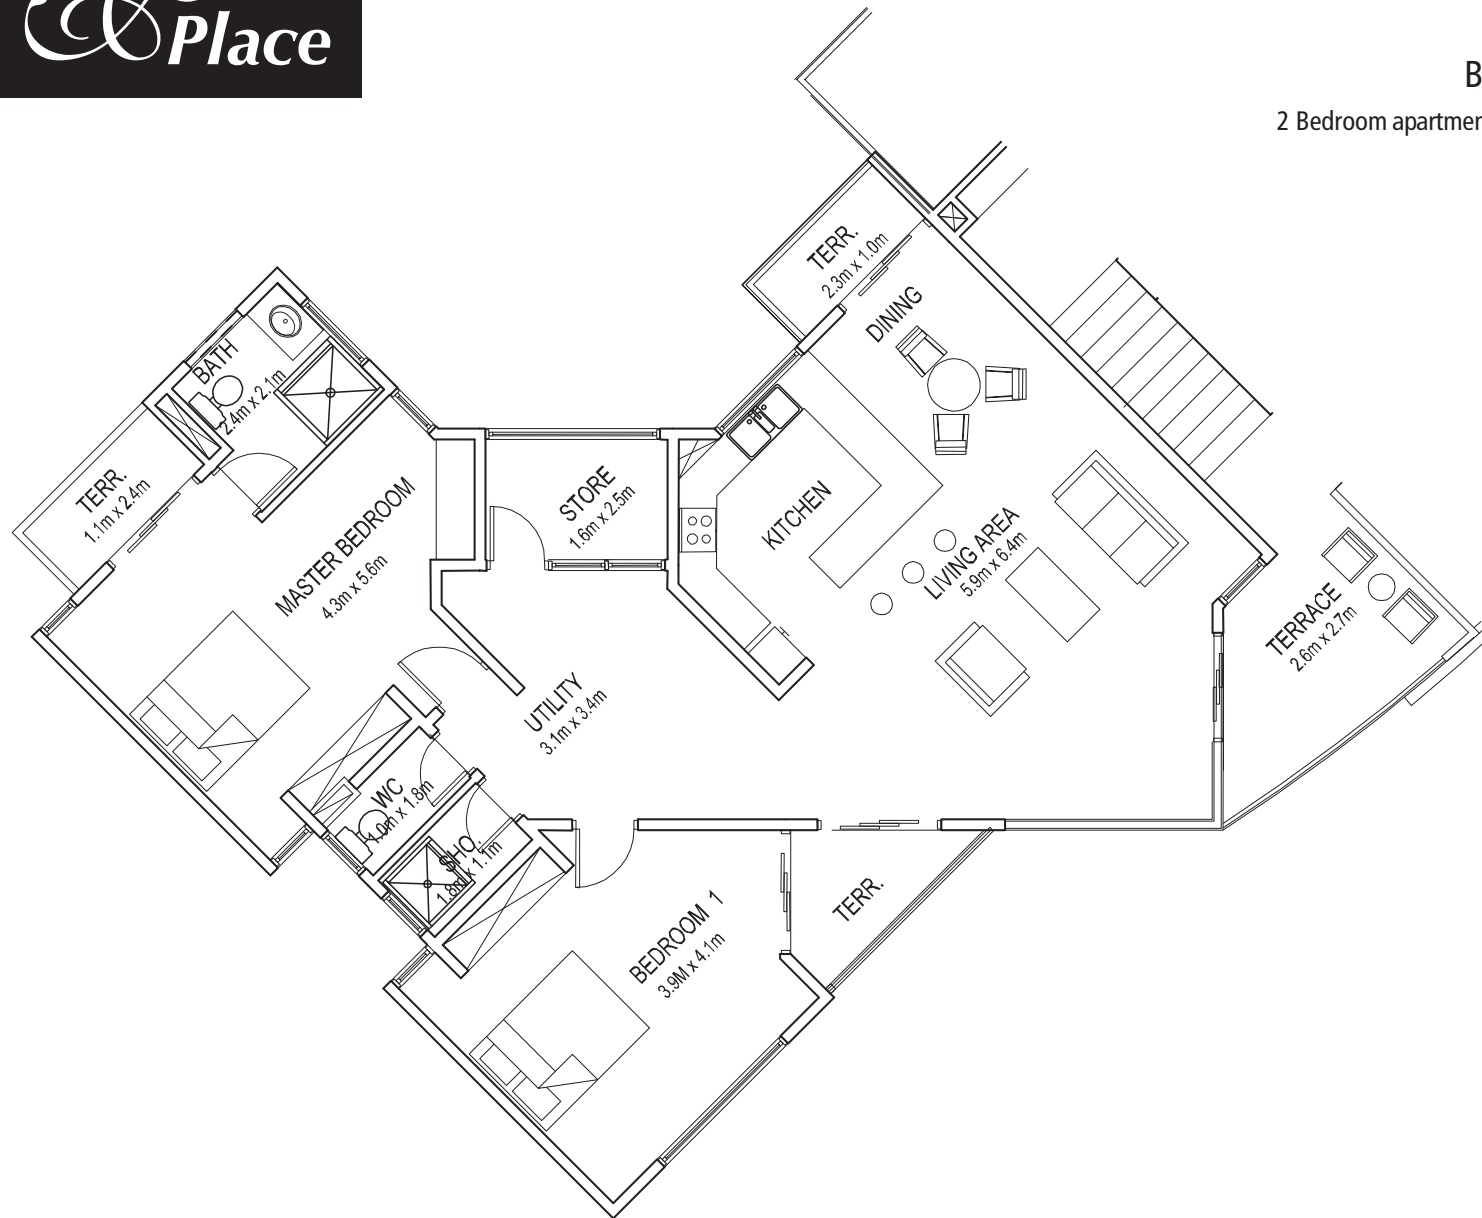 Place
B
2 Bedroom apartmen
TERR.
2.3m x 1.0m
DINING
BATH
2.4m x 2.1m
TERR.
1.1m x 2.4m
MASTER BEDROOM
4.3m x 5.6m
STORE
1.6m x 2.5m
KITCHEN
LIVING AREA
5.9m x 6.4m
TERRACE
2.6m x 2.7m
UTILITY
3.1m x 3.4m
WC
1.0m x 1.8m
SHO.
1.8m x 1.1m
BEDROOM 1
3.9M x 4.1m
TERR.